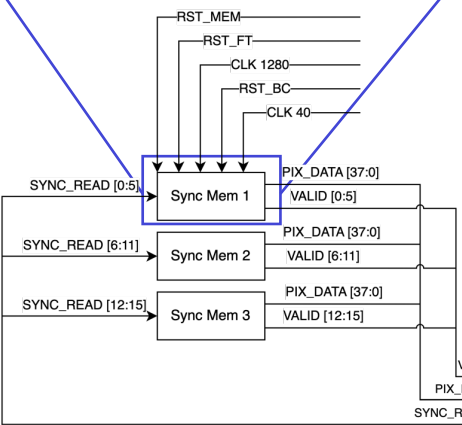 RST_MEM
RST_FT
CLK 1280
RST_BC
CLK 40
SYNC_READ [0:5]
Sync Mem 1
PIX_DATA [37:0]
VALID [0:5]
SYNC_READ [6:11]
Sync Mem 2
PIX_DATA [37:0]
VALID [6:11]
SYNC_READ [12:15]
Sync Mem 3
PIX_DATA [37:0]
VALID [12:15]
V
PIX_
SYNC_R